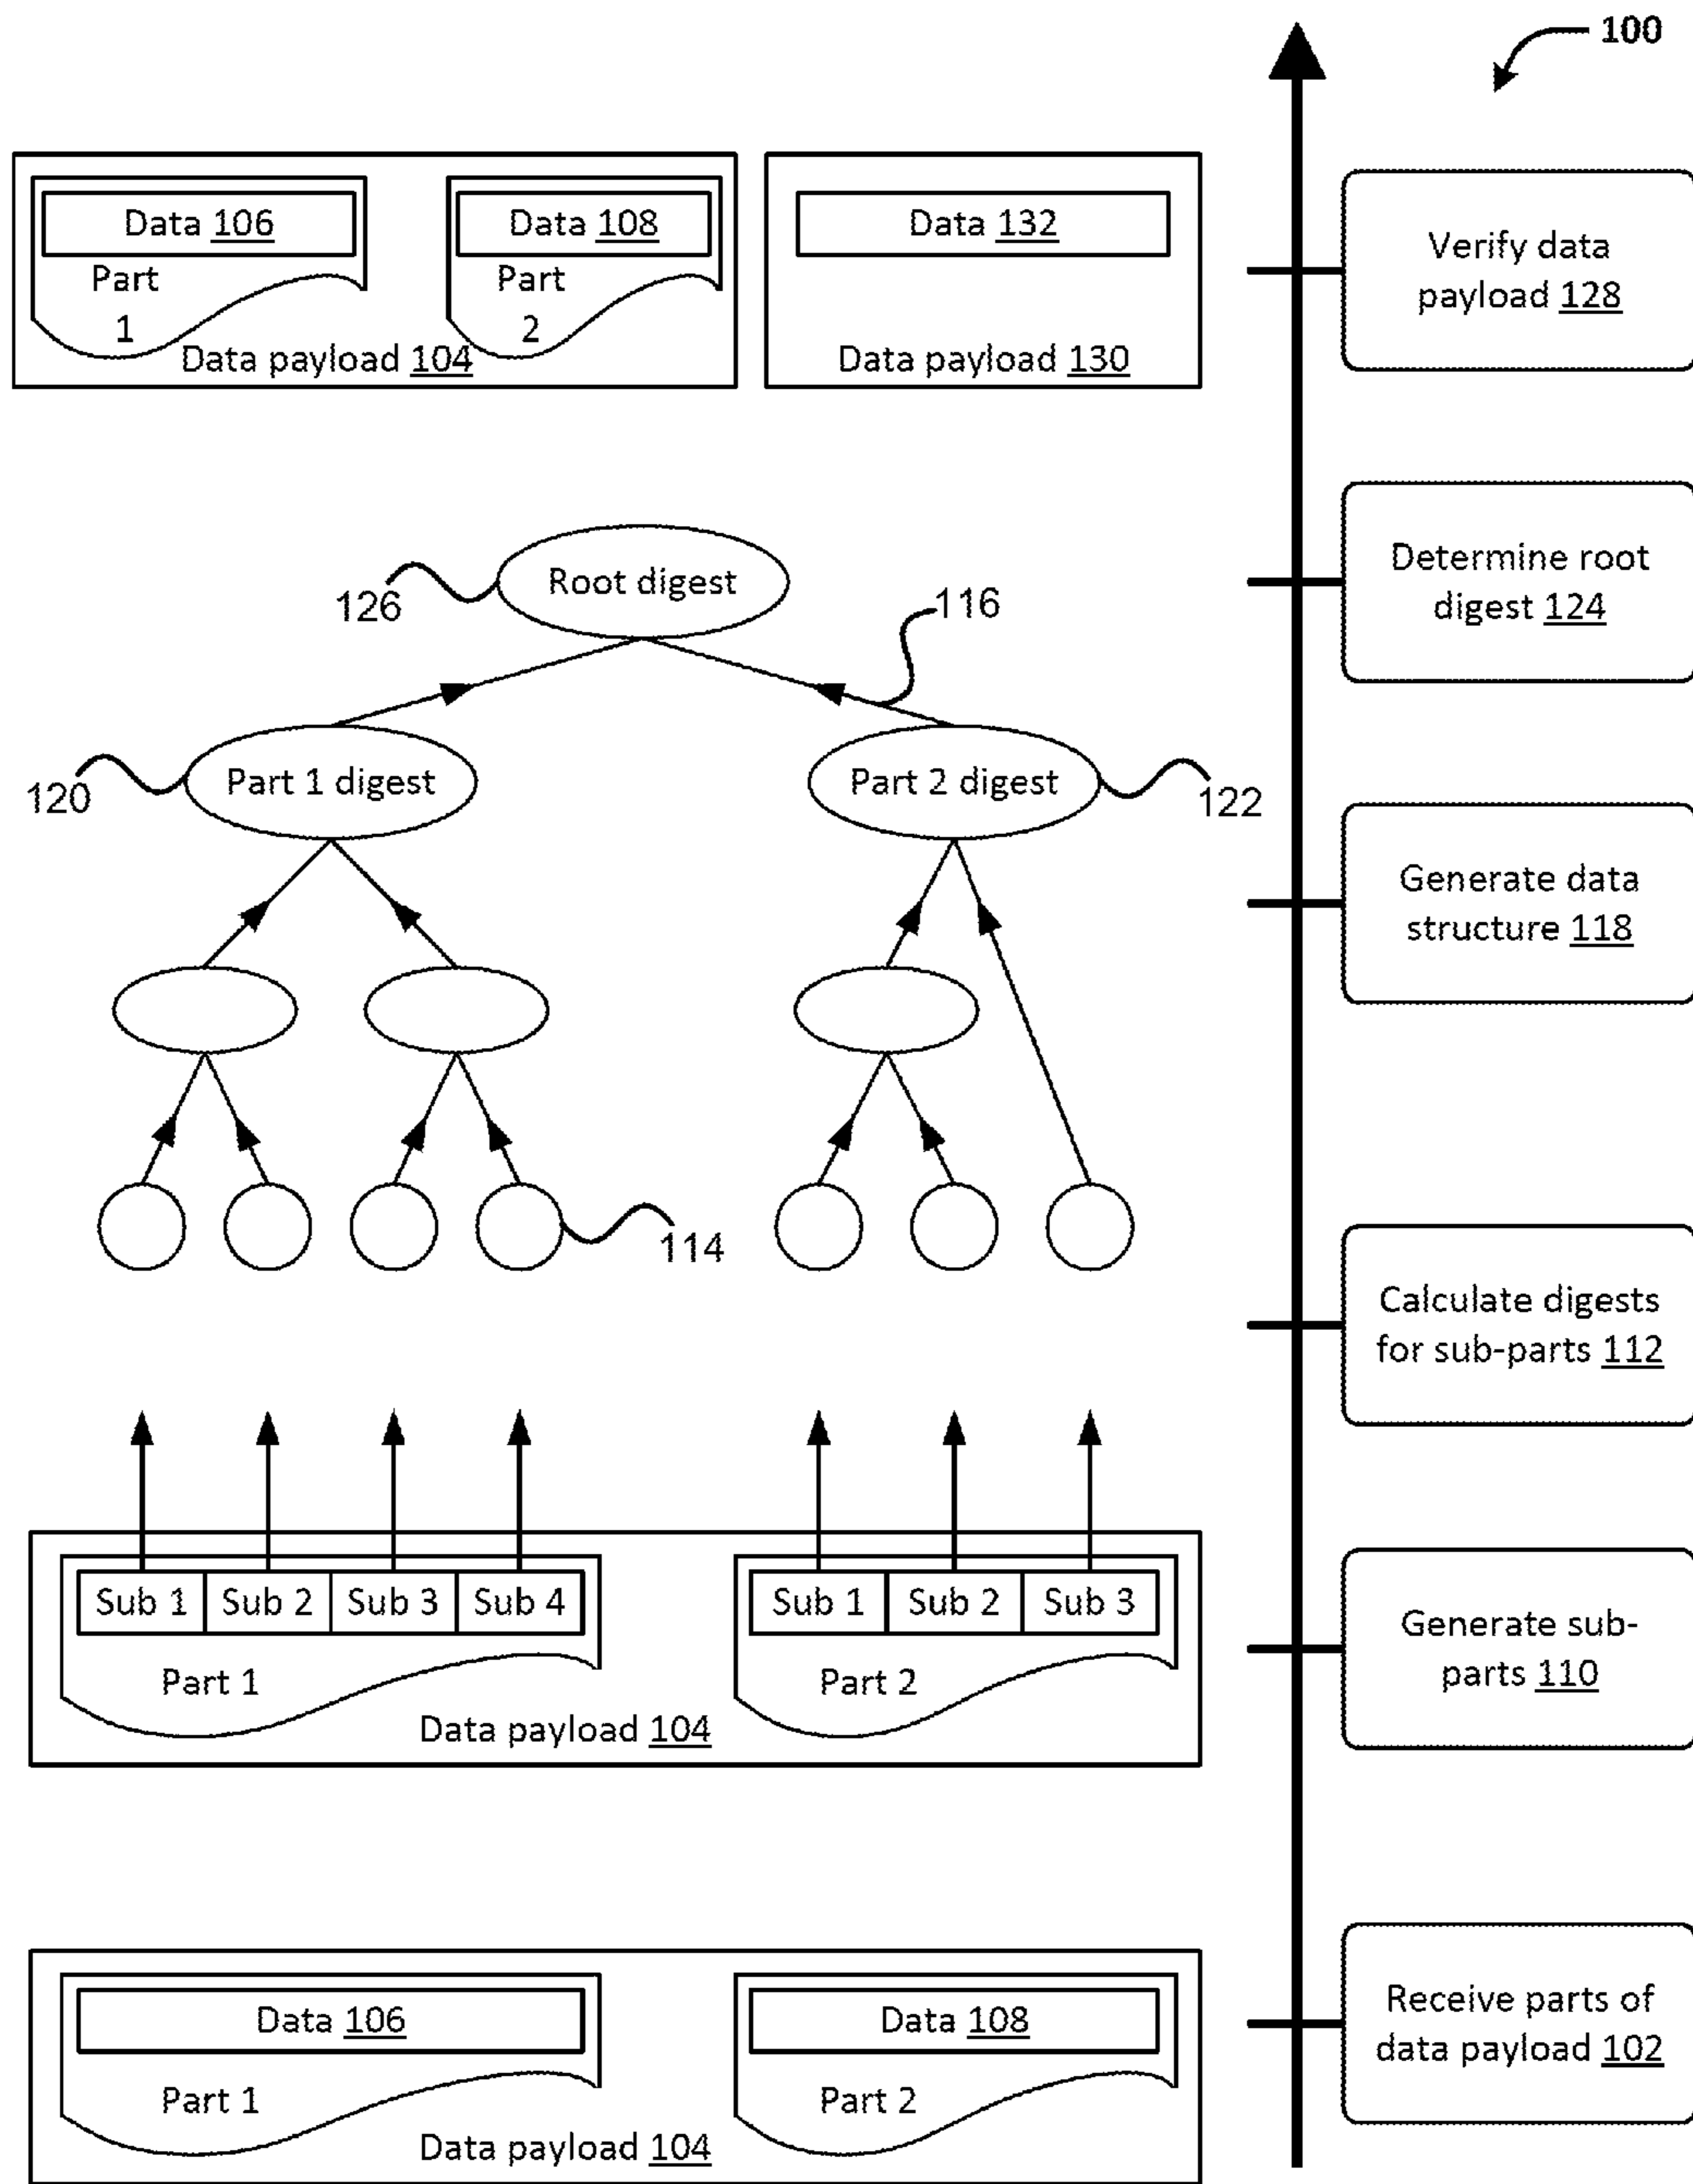 100
Data 106
Part
1
Data 108
Part
2
Data payload 104
Data 132
Data payload 130
Verify data
payload 128
Root digest
126
116
Determine root
digest 124
Part 1 digest
120
Part 2 digest
122
Generate data
structure 118
114
Calculate digests
for sub-parts 112
Sub 1 Sub 2 Sub 3 Sub 4
Part 1
Sub 1 Sub 2 Sub 3
Part 2
Data payload 104
Generate sub-
parts 110
Data 106
Part 1
Data 108
Part 2
Data payload 104
Receive parts of
data payload 102